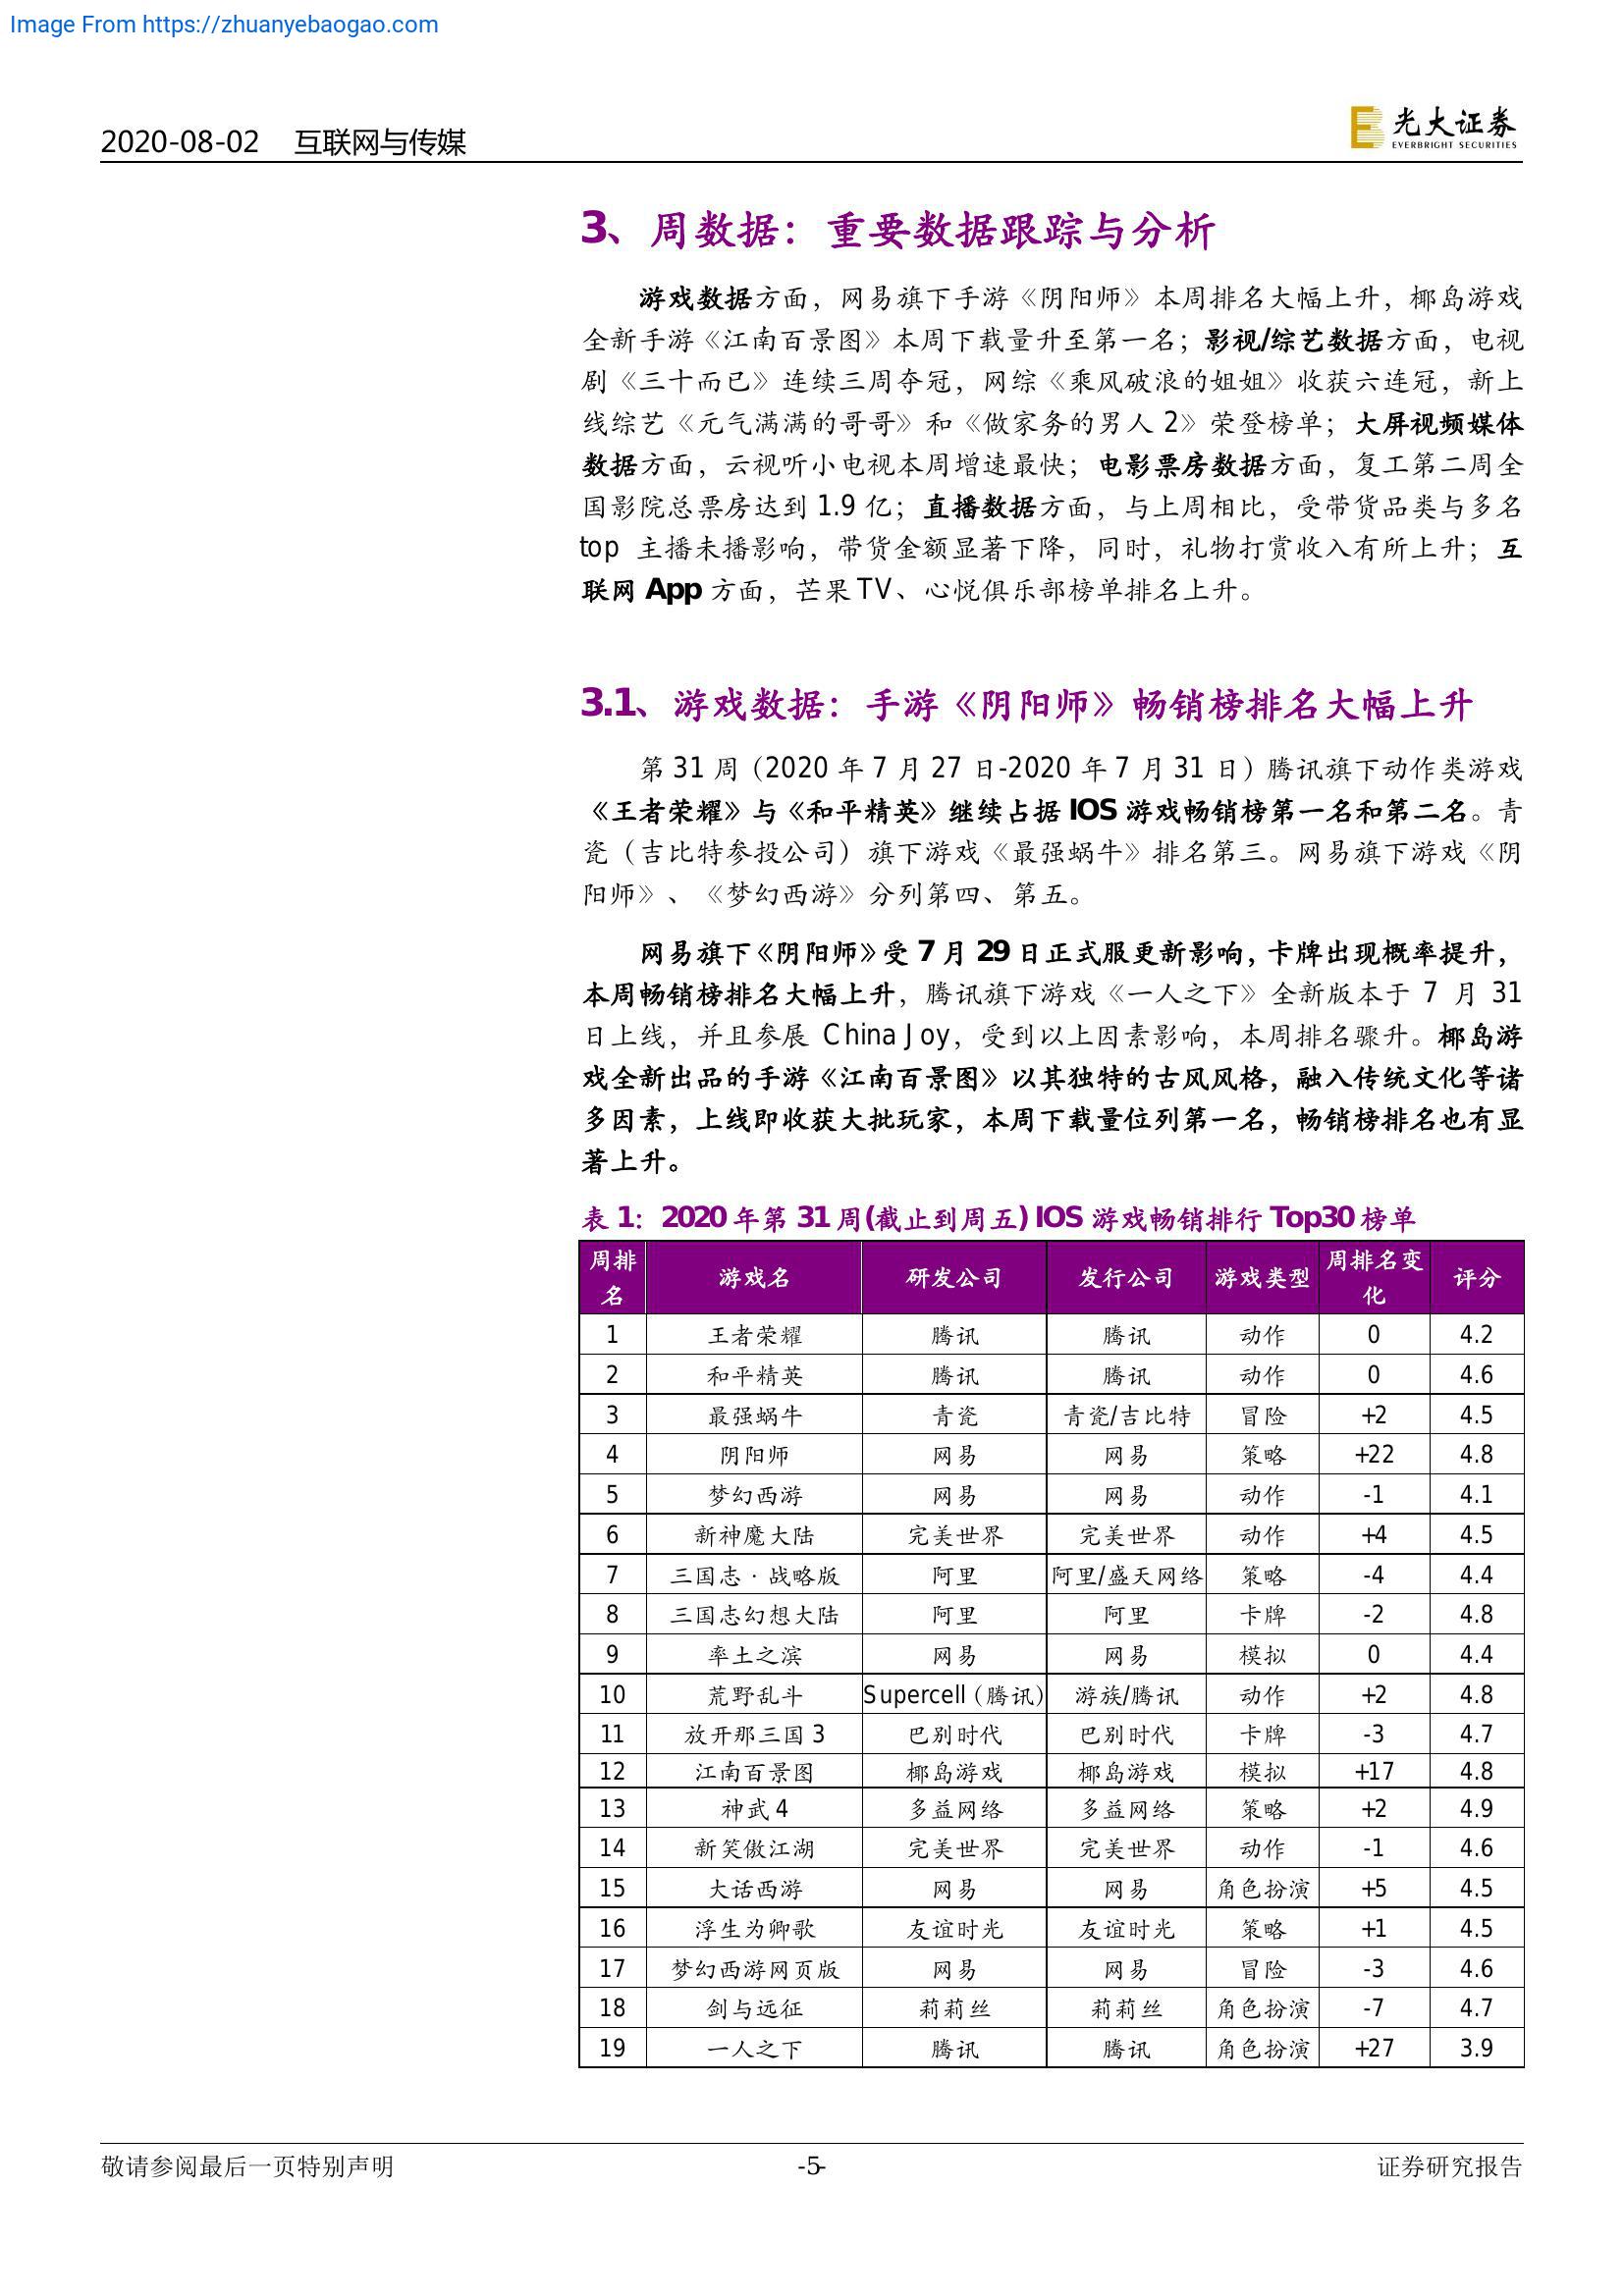 Image From https://zhuanyebaogao.com
2020-08-02 互联网与传媒
光大证券
EVERBRIGHT SECURITIES
3、周数据：重要数据跟踪与分析
游戏数据方面，网易旗下手游《阴阳师》本周排名大幅上升，椰岛游戏
全新手游《江南百景图》本周下载量升至第一名；影视/综艺数据方面，电视
剧《三十而已》连续三周夺冠，网综《乘风破浪的姐姐》收获六连冠，新上
线综艺《元气满满的哥哥》和《做家务的男人 2》荣登榜单；大屏视频媒体
数据方面，云视听小电视本周增速最快；电影票房数据方面，复工第二周全
国影院总票房达到 1.9 亿；直播数据方面，与上周相比，受带货品类与多名
top 主播未播影响，带货金额显著下降，同时，礼物打赏收入有所上升；互
联网 App 方面，芒果 TV、心悦俱乐部榜单排名上升。
3.1、游戏数据：手游《阴阳师》畅销榜排名大幅上升
第 31 周（2020 年 7 月 27 日-2020 年 7 月 31 日）腾讯旗下动作类游戏
《王者荣耀》与《和平精英》继续占据 IOS 游戏畅销榜第一名和第二名。青
瓷（吉比特参投公司）旗下游戏《最强蜗牛》排名第三。网易旗下游戏《阴
阳师》、《梦幻西游》分列第四、第五。
网易旗下《阴阳师》受 7 月 29 日正式服更新影响，卡牌出现概率提升，
本周畅销榜排名大幅上升，腾讯旗下游戏《一人之下》全新版本于 7 月 31
日上线，并且参展 China Joy，受到以上因素影响，本周排名骤升。椰岛游
戏全新出品的手游《江南百景图》以其独特的古风风格，融入传统文化等诸
多因素，上线即收获大批玩家，本周下载量位列第一名，畅销榜排名也有显
著上升。
表 1：2020 年第 31 周(截止到周五) IOS 游戏畅销排行 Top30 榜单
周排名 游戏名 研发公司 发行公司 游戏类型 周排名变化 评分
1 王者荣耀 腾讯 腾讯 动作 0 4.2
2 和平精英 腾讯 腾讯 动作 0 4.6
3 最强蜗牛 青瓷 青瓷/吉比特 冒险 +2 4.5
4 阴阳师 网易 网易 策略 +22 4.8
5 梦幻西游 网易 网易 动作 -1 4.1
6 新神魔大陆 完美世界 完美世界 动作 +4 4.5
7 三国志·战略版 阿里 阿里/盛天网络 策略 -4 4.4
8 三国志幻想大陆 阿里 阿里 卡牌 -2 4.8
9 率土之滨 网易 网易 模拟 0 4.4
10 荒野乱斗 Supercell（腾讯） 游族/腾讯 动作 +2 4.8
11 放开那三国 3 巴别时代 巴别时代 卡牌 -3 4.7
12 江南百景图 椰岛游戏 椰岛游戏 模拟 +17 4.8
13 神武 4 多益网络 多益网络 策略 +2 4.9
14 新笑傲江湖 完美世界 完美世界 动作 -1 4.6
15 大话西游 网易 网易 角色扮演 +5 4.5
16 浮生为卿歌 友谊时光 友谊时光 策略 +1 4.5
17 梦幻西游网页版 网易 网易 冒险 -3 4.6
18 剑与远征 莉莉丝 莉莉丝 角色扮演 -7 4.7
19 一人之下 腾讯 腾讯 角色扮演 +27 3.9
敬请参阅最后一页特别声明 -5- 证券研究报告